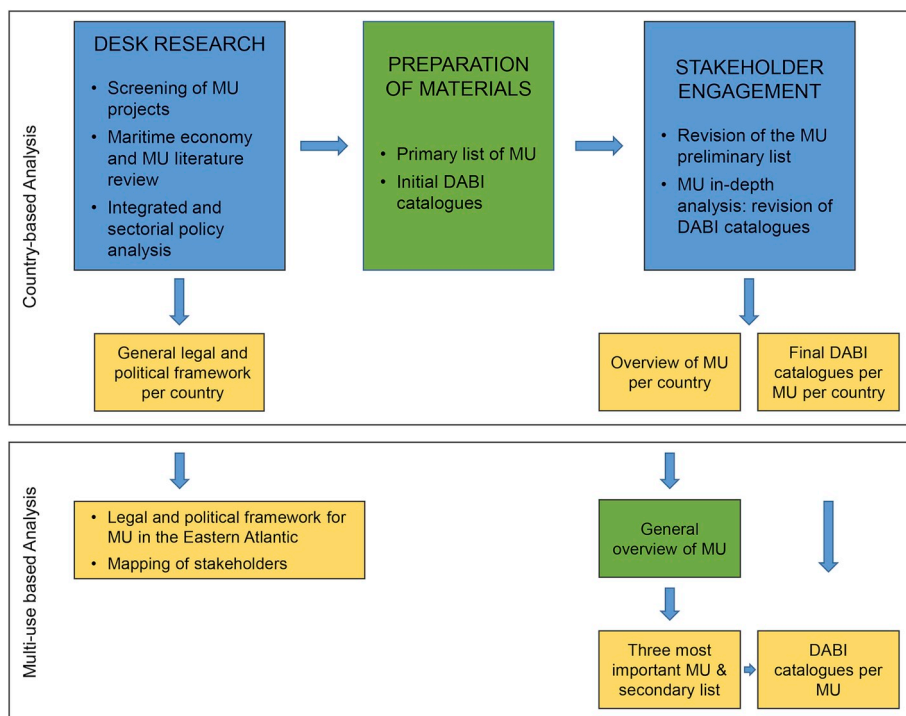 Country-based Analysis
DESK RESEARCH
• Screening of MU
projects
• Maritime economy
and MU literature
review
• Integrated and
sectorial policy
analysis
PREPARATION
OF MATERIALS
• Primary list of MU
• Initial DABI
catalogues
STAKEHOLDER
ENGAGEMENT
• Revision of the MU
preliminary list
• MU in-depth
analysis: revision of
DABI catalogues
General legal and
political framework
per country
Overview of MU
per country
Final DABI
catalogues per
MU per country
Multi-use based Analysis
• Legal and political framework for
MU in the Eastern Atlantic
• Mapping of stakeholders
General
overview of MU
Three most
important MU &
secondary list
DABI
catalogues per
MU